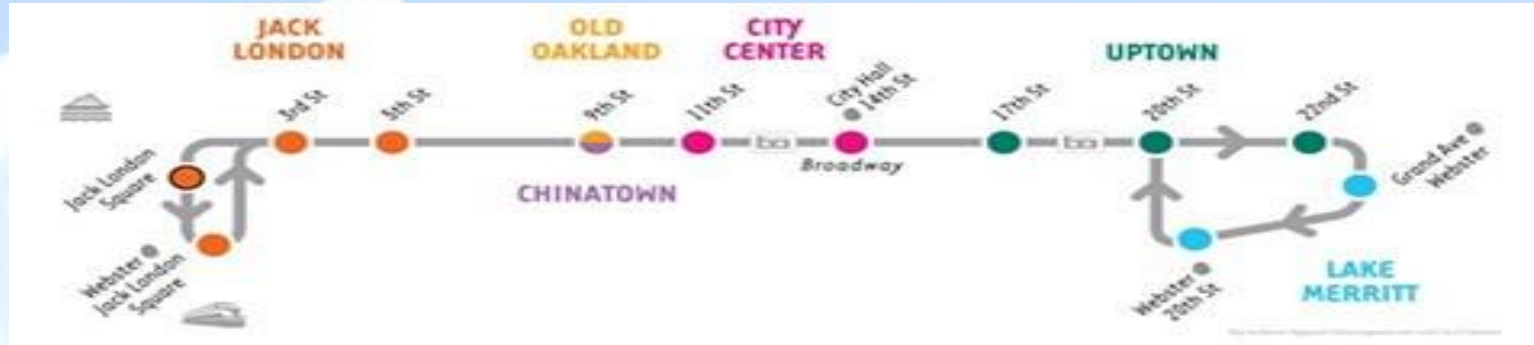 JACK
LONDON
OLD
OAKLAND
CITY
CENTER
UPTOWN
3rd St
5th St
9th St
11th St
City Hall
14th St
17th St
20th St
22nd St
Jack London
Square
Broadway
Grand Ave
Webster
CHINATOWN
Webster
Jack London
Square
Webster
20th St
LAKE
MERRITT